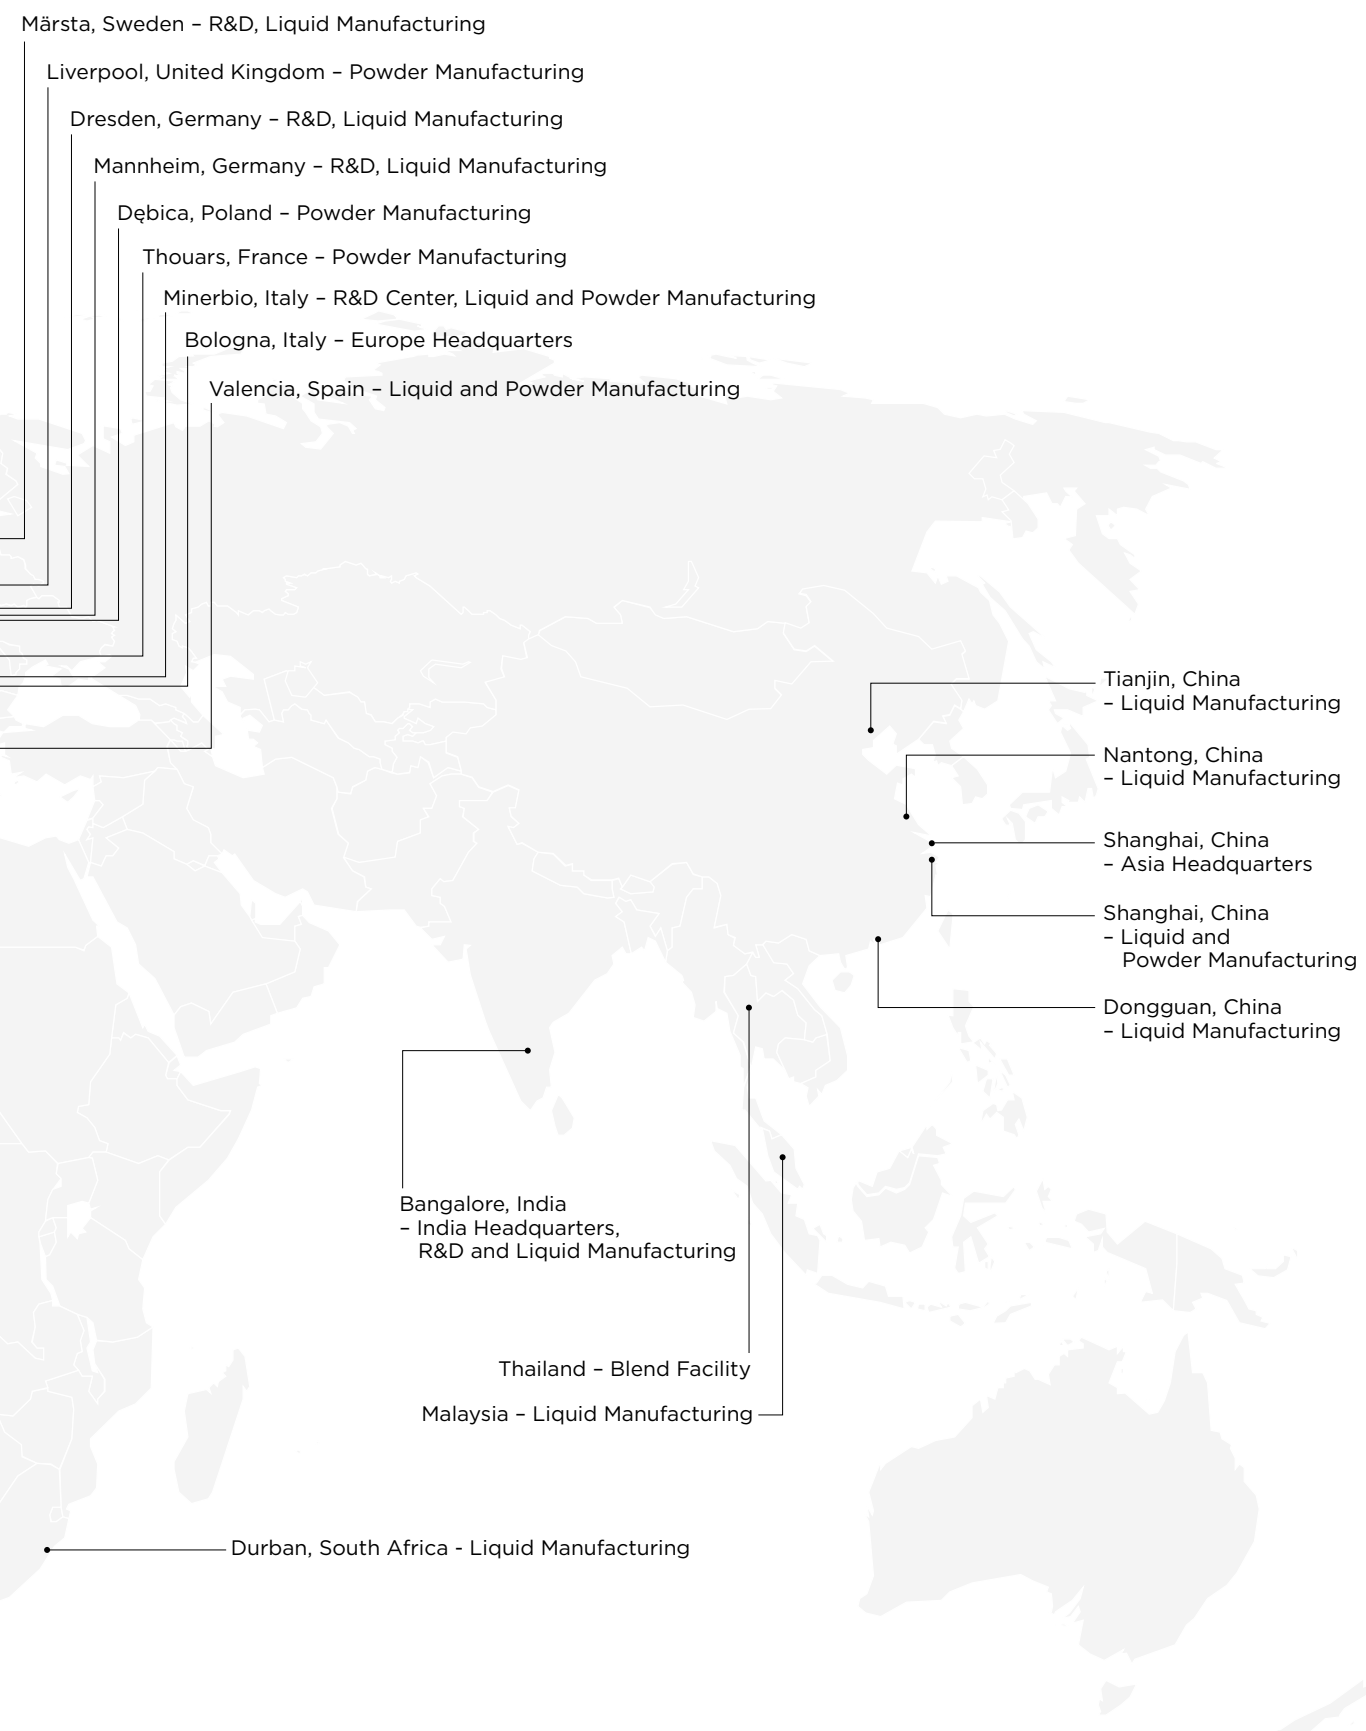 Märsta, Sweden – R&D, Liquid Manufacturing
Liverpool, United Kingdom – Powder Manufacturing
Dresden, Germany – R&D, Liquid Manufacturing
Mannheim, Germany – R&D, Liquid Manufacturing
Dębica, Poland – Powder Manufacturing
Thouars, France – Powder Manufacturing
Minerbio, Italy – R&D Center, Liquid and Powder Manufacturing
Bologna, Italy – Europe Headquarters
Valencia, Spain – Liquid and Powder Manufacturing
Tianjin, China
– Liquid Manufacturing
Nantong, China
– Liquid Manufacturing
Shanghai, China
– Asia Headquarters
Shanghai, China
– Liquid and
Powder Manufacturing
Dongguan, China
– Liquid Manufacturing
Bangalore, India
– India Headquarters,
R&D and Liquid Manufacturing
Thailand – Blend Facility
Malaysia – Liquid Manufacturing
Durban, South Africa - Liquid Manufacturing